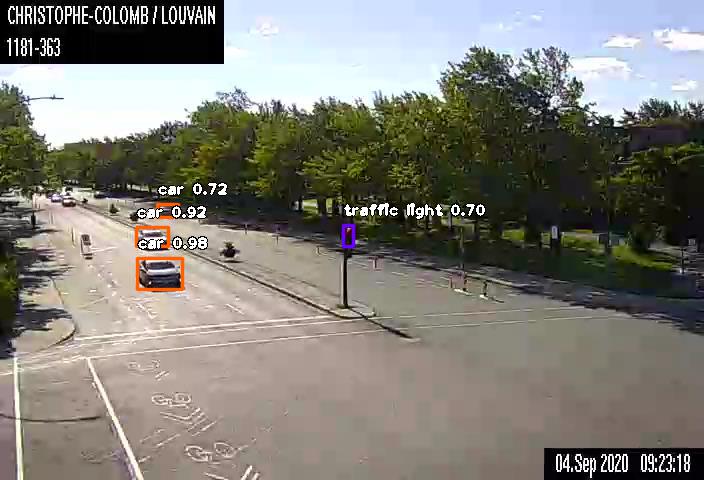 CHRISTOPHE-COLOMB / LOUVAIN
1181-363
car 0.72
car 0.92
car 0.98
traffic light 0.70
04.Sep 2020 09:23:18